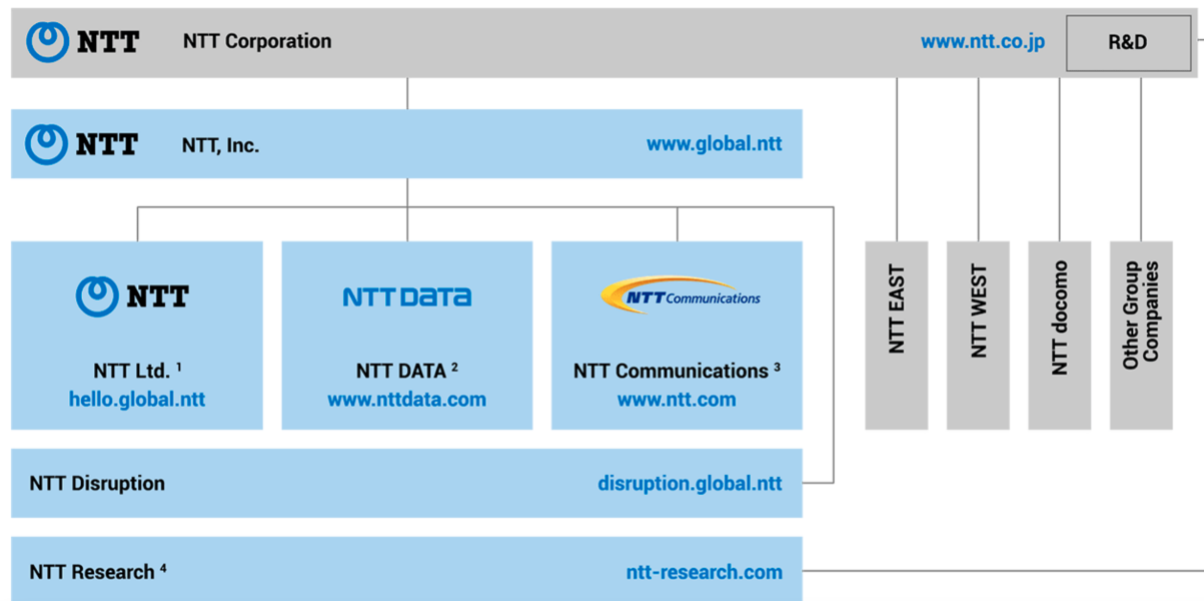 NTT NTT Corporation www.ntt.co.jp R&D
NTT NTT, Inc. www.global.ntt
NTT
NTT Ltd. 1
hello.global.ntt
NTT DATA
NTT DATA 2
www.nttdata.com
NTT Communications
NTT Communications 3
www.ntt.com
NTT EAST
NTT WEST
NTT docomo
Other Group
Companies
NTT Disruption disruption.global.ntt
NTT Research 4 ntt-research.com